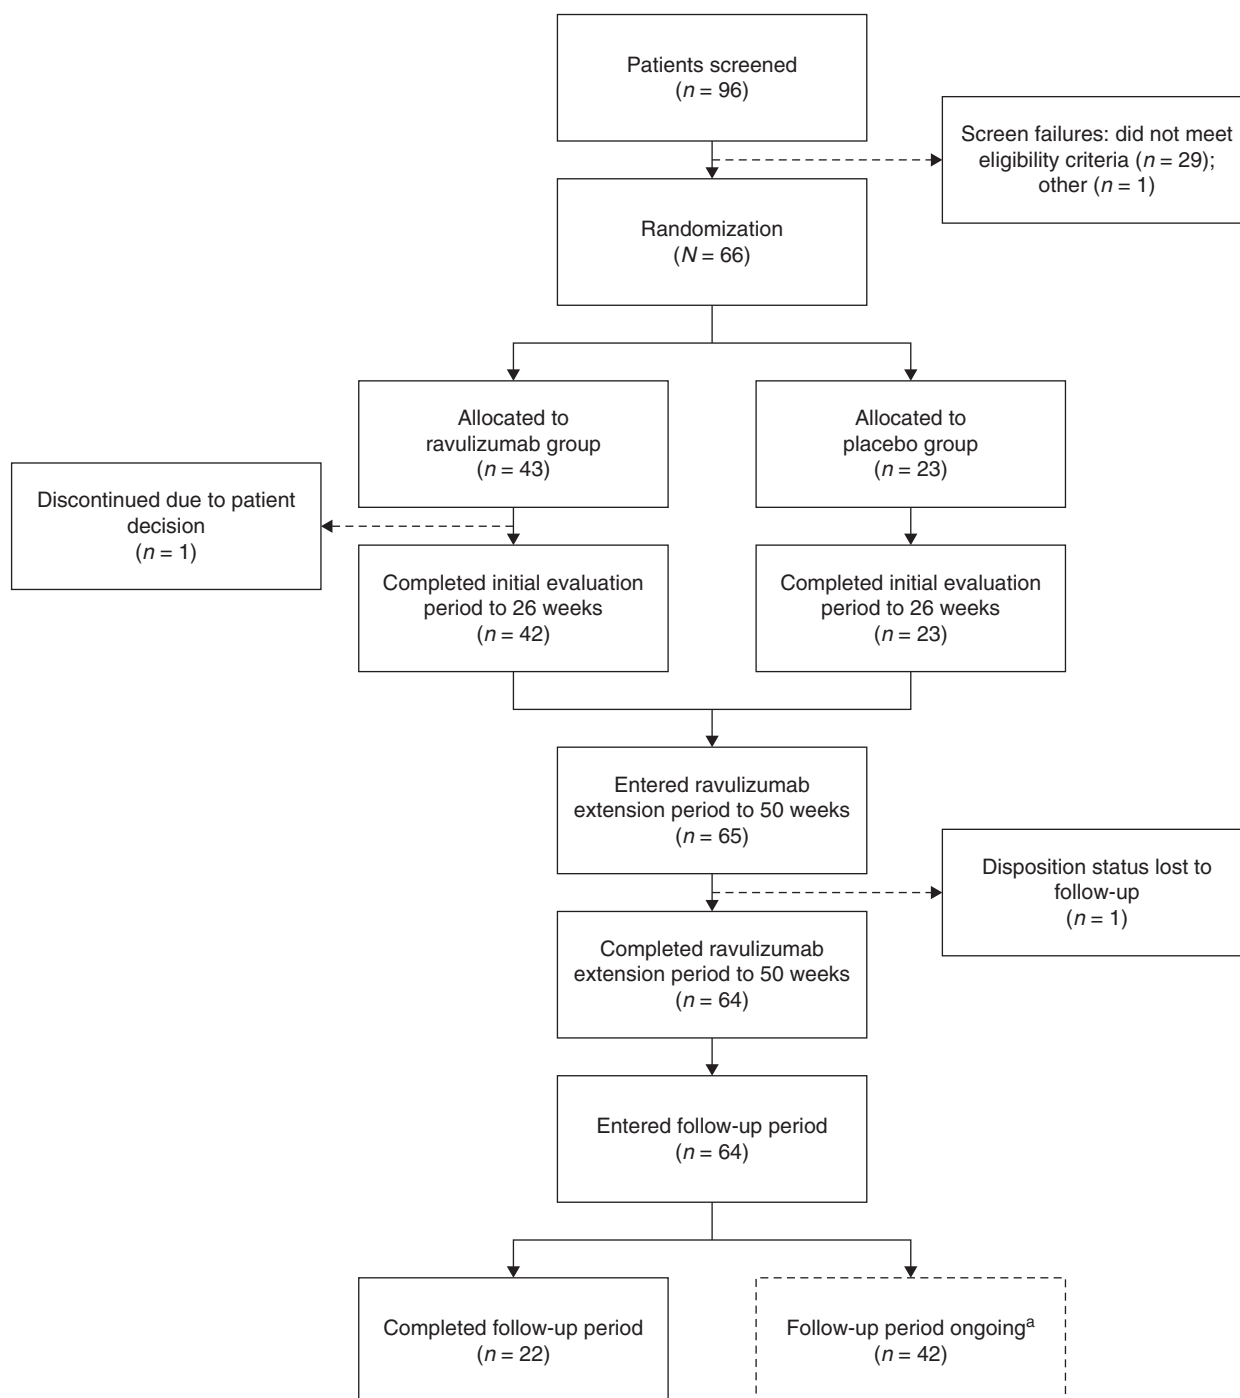 Patients screened
(n = 96)
Screen failures: did not meet
eligibility criteria (n = 29);
other (n = 1)
Randomization
(N = 66)
Allocated to
ravulizumab group
(n = 43)
Allocated to
placebo group
(n = 23)
Discontinued due to patient
decision
(n = 1)
Completed initial evaluation
period to 26 weeks
(n = 42)
Completed initial evaluation
period to 26 weeks
(n = 23)
Entered ravulizumab
extension period to 50 weeks
(n = 65)
Disposition status lost to
follow-up
(n = 1)
Completed ravulizumab
extension period to 50 weeks
(n = 64)
Entered follow-up period
(n = 64)
Completed follow-up period
(n = 22)
Follow-up period ongoingᵃ
(n = 42)